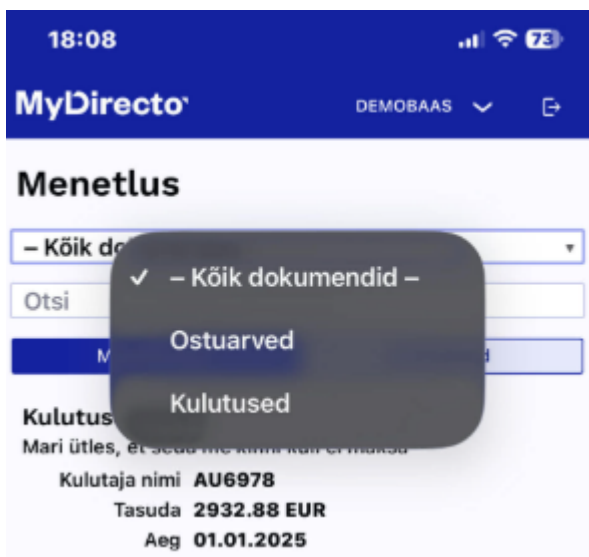 18:08
73
MyDirecto
DEMOBAAS
Menetlus
– Kõik
– Kõik dokumendid –
Otsi
Ostuarved
Kulutused
Kulutus
Mari ütles, et
Kulutaja nimi AU6978
Tasuda 2932.88 EUR
Aeg 01.01.2025